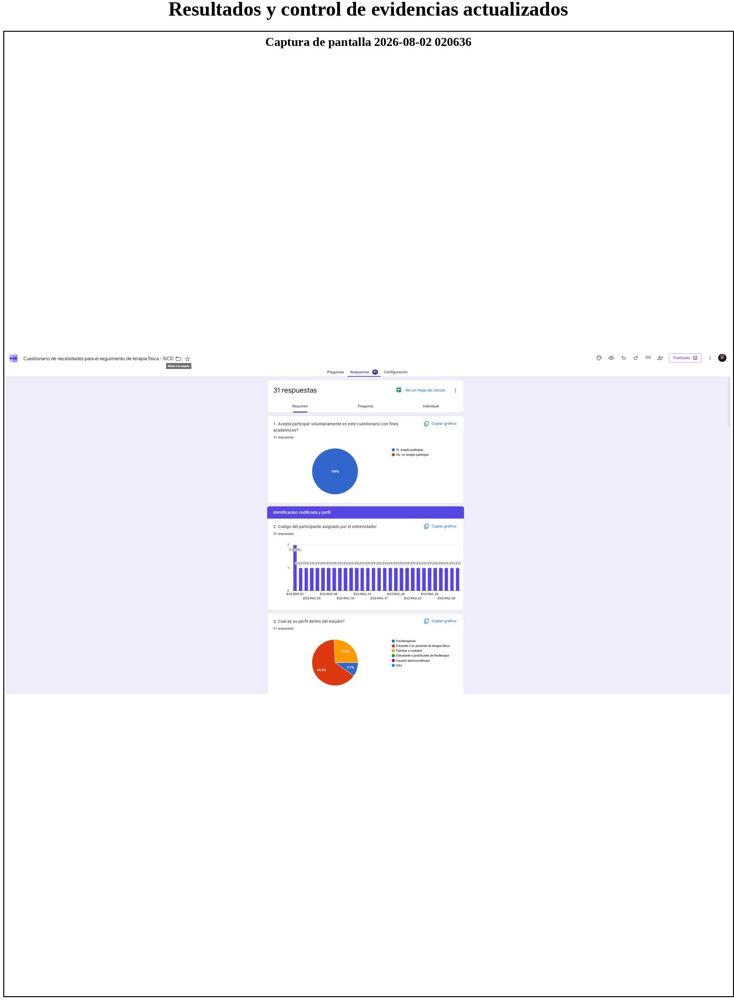 Resultados y control de evidencias actualizados
Captura de pantalla 2026-08-02 020636
Cuestionario de necesidades para el seguimiento de terapia fisica - SICST
Mover a la carpeta
Publicado
Preguntas
Respuestas 31
Configuración
31 respuestas
Ver en Hojas de cálculo
Resumen
Pregunta
Individual
1. Acepta participar voluntariamente en este cuestionario con fines
academicos?
Copiar gráfico
31 respuestas
Si, acepto participar.
No, no acepto participar.
100%
Identificacion codificada y perfil
2. Codigo del participante asignado por el entrevistador
Copiar gráfico
31 respuestas
2
2 (6.5%)
1
0
EV2-ENT-01
EV2-PAC-06
EV2-PAC-14
EV2-PAC-20
EV2-PAC-26
EV2-PAC-03
EV2-PAC-10
EV2-PAC-17
EV2-PAC-23
EV2-PAC-29
3. Cual es su perfil dentro del estudio?
Copiar gráfico
31 respuestas
Fisioterapeuta
Paciente o ex paciente de terapia fisica
Familiar o cuidador
Estudiante o practicante de fisioterapia
Usuario tecnico/software
Otro
25.8%
9.7%
64.5%